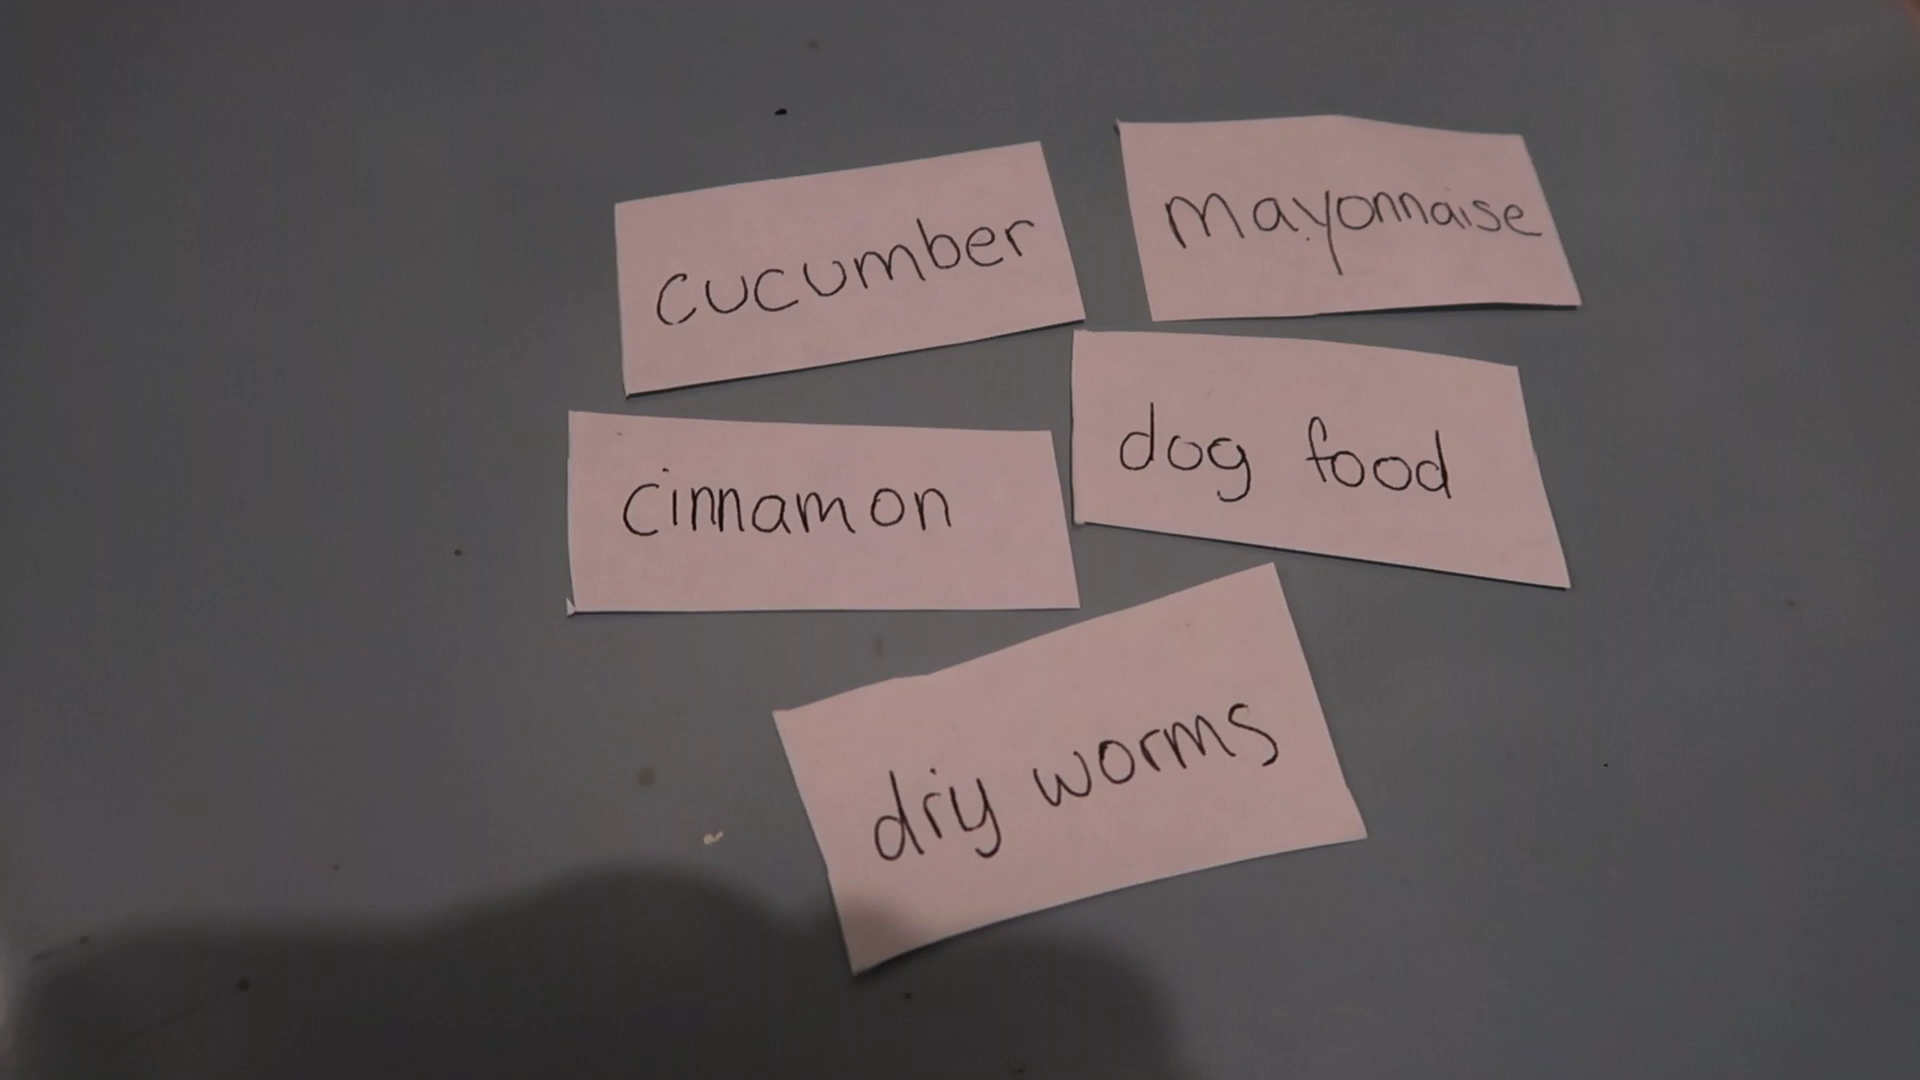 cucumber
mayonnaise
cinnamon
dog food
driy worms